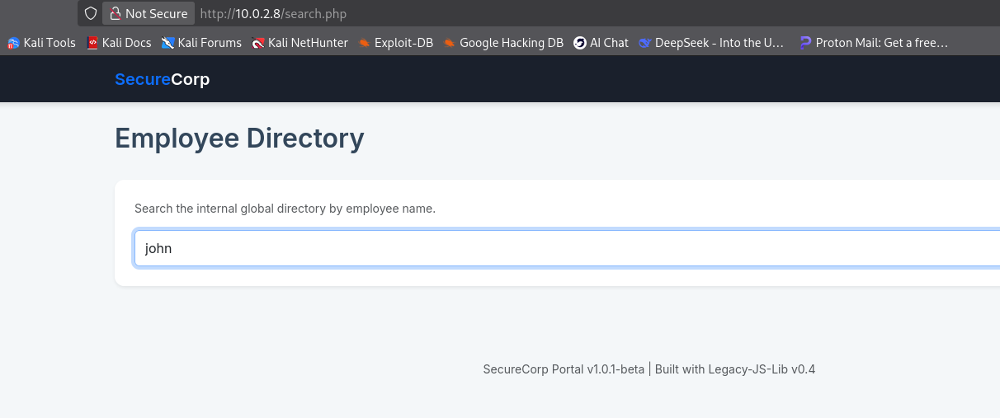 Not Secure http://10.0.2.8/search.php
Kali Tools Kali Docs Kali Forums Kali NetHunter Exploit-DB Google Hacking DB AI Chat DeepSeek - Into the U... Proton Mail: Get a free...
SecureCorp
Employee Directory
Search the internal global directory by employee name.
john
SecureCorp Portal v1.0.1-beta | Built with Legacy-JS-Lib v0.4